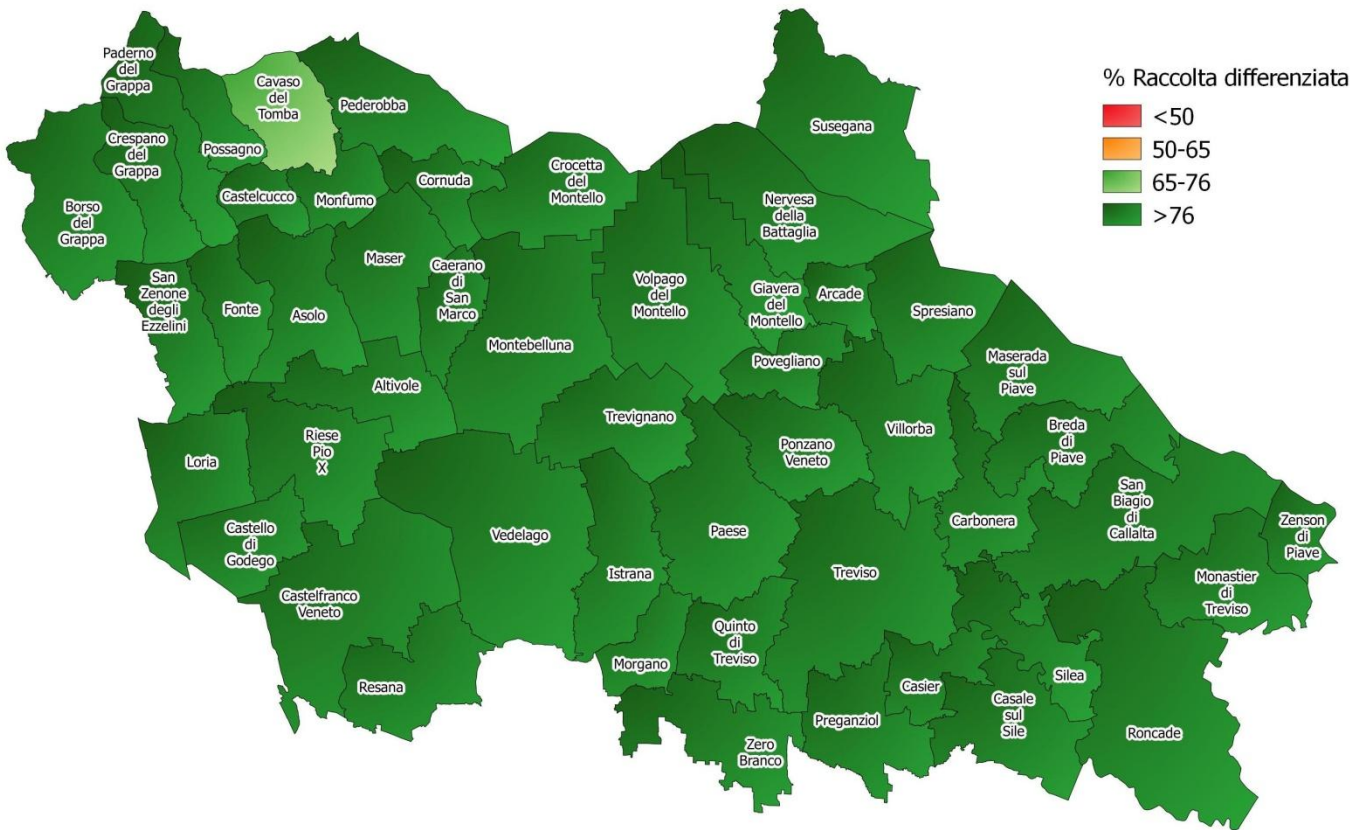 Paderno
del
Grappa
Cavaso
del
Tomba
Pederobba
Crespano
del
Grappa
Possagno
Borso
del
Grappa
Castelcucco
Monfumo
Cornuda
Crocetta
del
Montello
Susegana
Nervesa
della
Battaglia
% Raccolta differenziata
<50
50-65
65-76
>76
San
Zenone
degli
Ezzelini
Fonte
Asolo
Maser
Caerano
di
San
Marco
Montebelluna
Volpago
del
Montello
Giavera
del
Montello
Arcade
Spresiano
Maserada
sul
Piave
Povegliano
Altivole
Trevignano
Ponzano
Veneto
Villorba
Breda
di
Piave
Loria
Riese
Pio
X
Castello
di
Godego
Vedelago
Istrana
Paese
Treviso
Carbonera
San
Biagio
di
Callalta
Zenson
di
Piave
Monastier
di
Treviso
Castelfranco
Veneto
Resana
Morgano
Quinto
di
Treviso
Zero
Branco
Preganziol
Casier
Casale
sul
Sile
Silea
Roncade